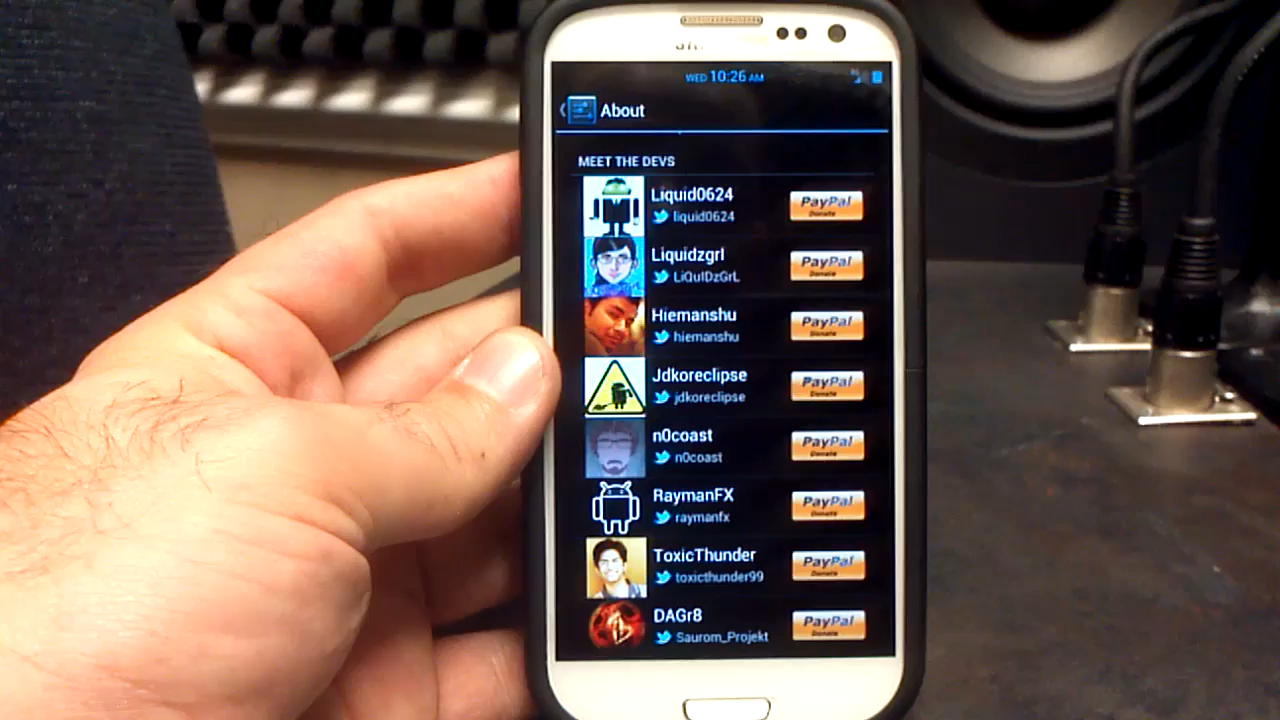 WED 10:26 AM
About
MEET THE DEVS
Liquid0624
liquid0624
PayPal
Donate
Liquidzgrl
LiQuIDzGrL
PayPal
Donate
Hiemanshu
hiemanshu
PayPal
Donate
Jdkoreclipse
jdkoreclipse
PayPal
Donate
n0coast
n0coast
PayPal
Donate
RaymanFX
raymanfx
PayPal
Donate
ToxicThunder
toxicthunder99
PayPal
Donate
DAGr8
Saurom_Projekt
PayPal
Donate